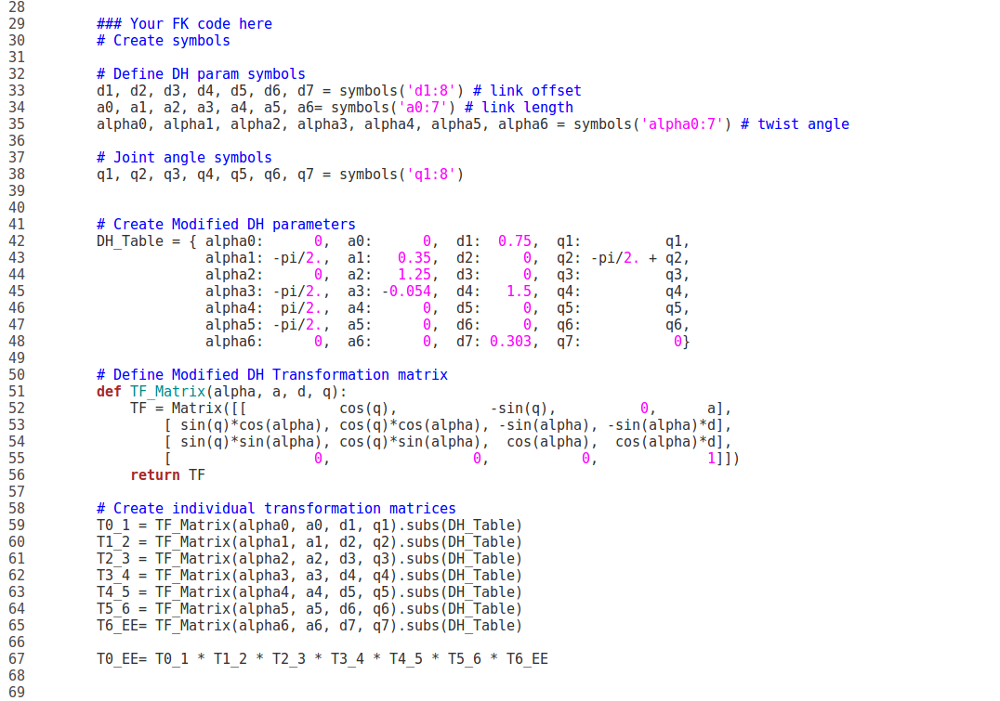 28
29 ### Your FK code here
30 # Create symbols
31
32 # Define DH param symbols
33 d1, d2, d3, d4, d5, d6, d7 = symbols('d1:8') # link offset
34 a0, a1, a2, a3, a4, a5, a6= symbols('a0:7') # link length
35 alpha0, alpha1, alpha2, alpha3, alpha4, alpha5, alpha6 = symbols('alpha0:7') # twist angle
36
37 # Joint angle symbols
38 q1, q2, q3, q4, q5, q6, q7 = symbols('q1:8')
39
40
41 # Create Modified DH parameters
42 DH_Table = { alpha0:      0,  a0:      0,  d1:  0.75,  q1:          q1,
43              alpha1: -pi/2.,  a1:   0.35,  d2:     0,  q2: -pi/2. + q2,
44              alpha2:      0,  a2:   1.25,  d3:     0,  q3:          q3,
45              alpha3: -pi/2.,  a3: -0.054,  d4:   1.5,  q4:          q4,
46              alpha4:  pi/2.,  a4:      0,  d5:     0,  q5:          q5,
47              alpha5: -pi/2.,  a5:      0,  d6:     0,  q6:          q6,
48              alpha6:      0,  a6:      0,  d7: 0.303,  q7:           0}
49
50 # Define Modified DH Transformation matrix
51 def TF_Matrix(alpha, a, d, q):
52     TF = Matrix([[           cos(q),           -sin(q),          0,      a],
53         [ sin(q)*cos(alpha), cos(q)*cos(alpha), -sin(alpha), -sin(alpha)*d],
54         [ sin(q)*sin(alpha), cos(q)*sin(alpha),  cos(alpha),  cos(alpha)*d],
55         [                 0,                 0,           0,             1]])
56     return TF
57
58 # Create individual transformation matrices
59 T0_1 = TF_Matrix(alpha0, a0, d1, q1).subs(DH_Table)
60 T1_2 = TF_Matrix(alpha1, a1, d2, q2).subs(DH_Table)
61 T2_3 = TF_Matrix(alpha2, a2, d3, q3).subs(DH_Table)
62 T3_4 = TF_Matrix(alpha3, a3, d4, q4).subs(DH_Table)
63 T4_5 = TF_Matrix(alpha4, a4, d5, q5).subs(DH_Table)
64 T5_6 = TF_Matrix(alpha5, a5, d6, q6).subs(DH_Table)
65 T6_EE= TF_Matrix(alpha6, a6, d7, q7).subs(DH_Table)
66
67 T0_EE= T0_1 * T1_2 * T2_3 * T3_4 * T4_5 * T5_6 * T6_EE
68
69